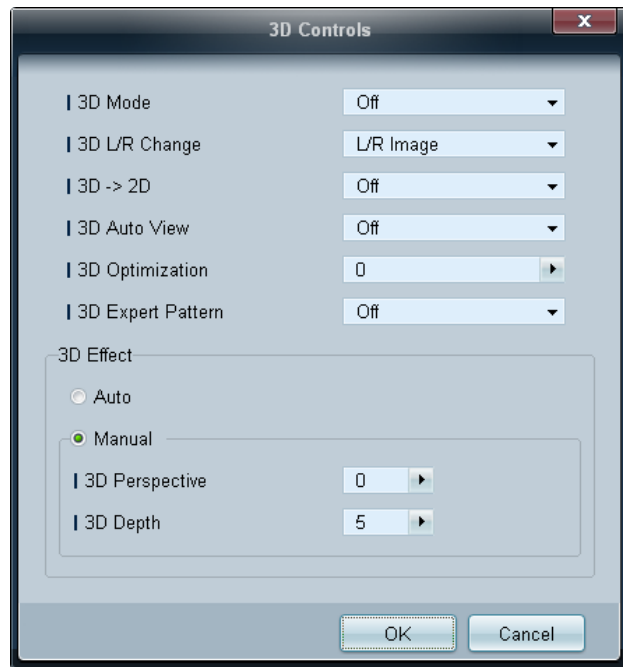 3D Controls
x
3D Mode Off
3D L/R Change L/R Image
3D -> 2D Off
3D Auto View Off
3D Optimization 0
3D Expert Pattern Off
3D Effect
Auto
Manual
3D Perspective 0
3D Depth 5
OK Cancel